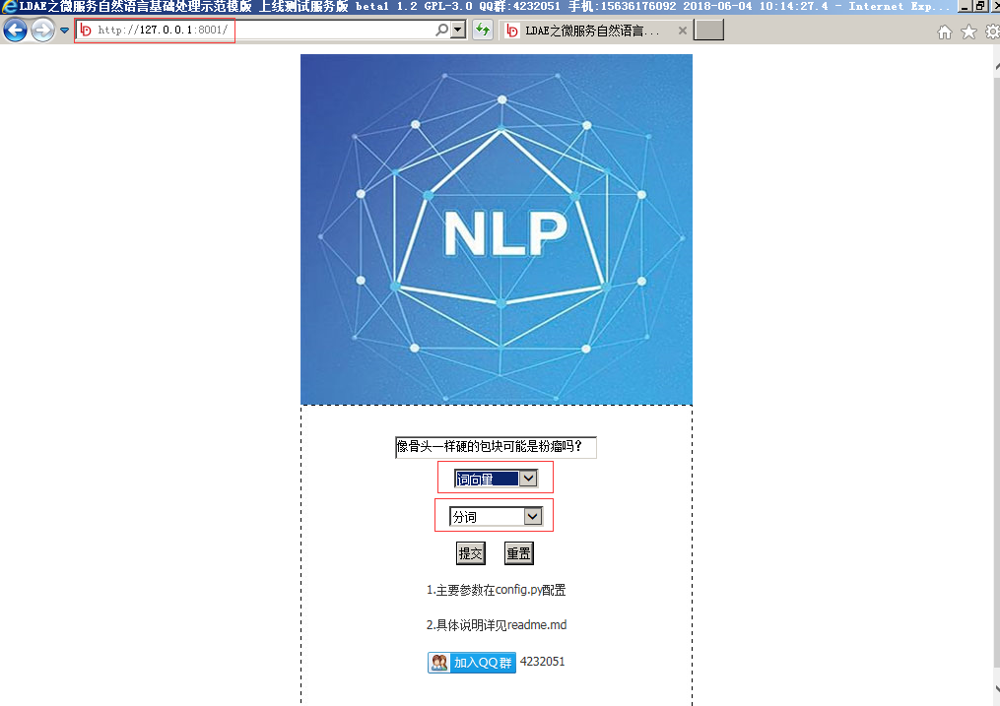 LDAE之微服务自然语言基础处理示范模版 上线测试服务版 beta1 1.2 GPL-3.0 QQ群:4232051 手机:15636176092 2018-06-04 10:14:27.4 - Internet Exp...
http://127.0.0.1:8001/
LDAE之微服务自然语言...
NLP
像骨头一样硬的包块可能是粉瘤吗?
词向量
分词
提交 重置
1.主要参数在config.py配置
2.具体说明详见readme.md
加入QQ群 4232051